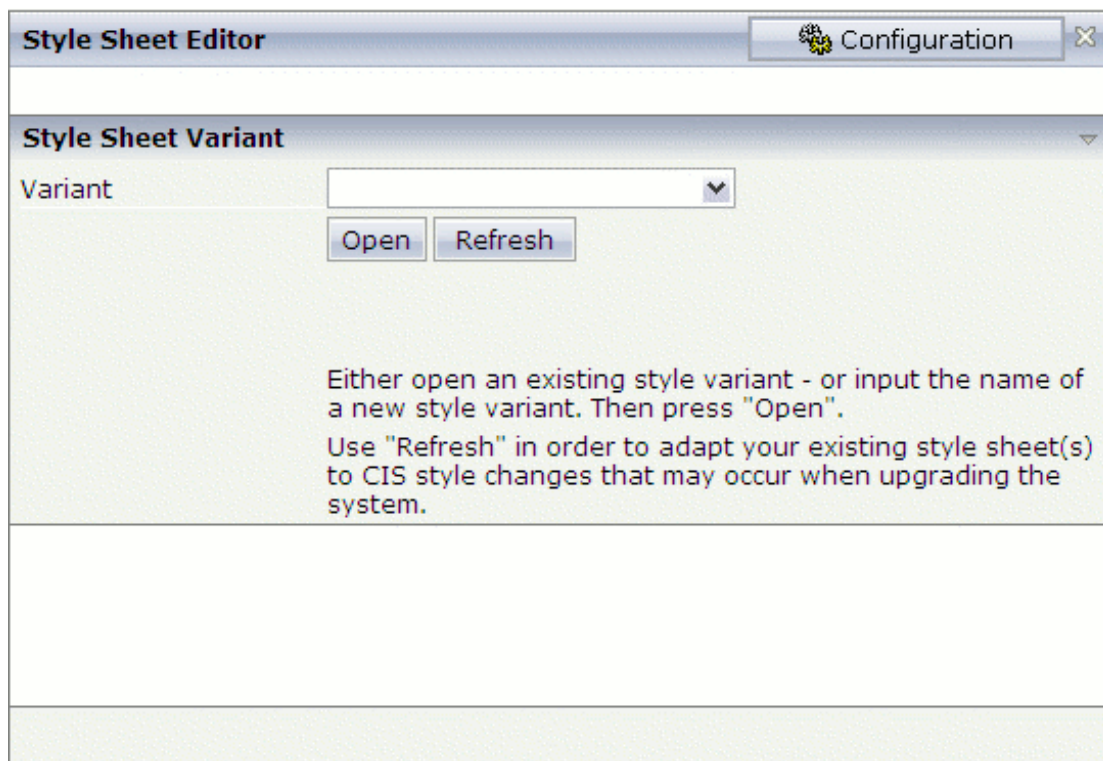 Style Sheet Editor
Configuration
Style Sheet Variant
Variant
Open Refresh
Either open an existing style variant - or input the name of
a new style variant. Then press "Open".
Use "Refresh" in order to adapt your existing style sheet(s)
to CIS style changes that may occur when upgrading the
system.